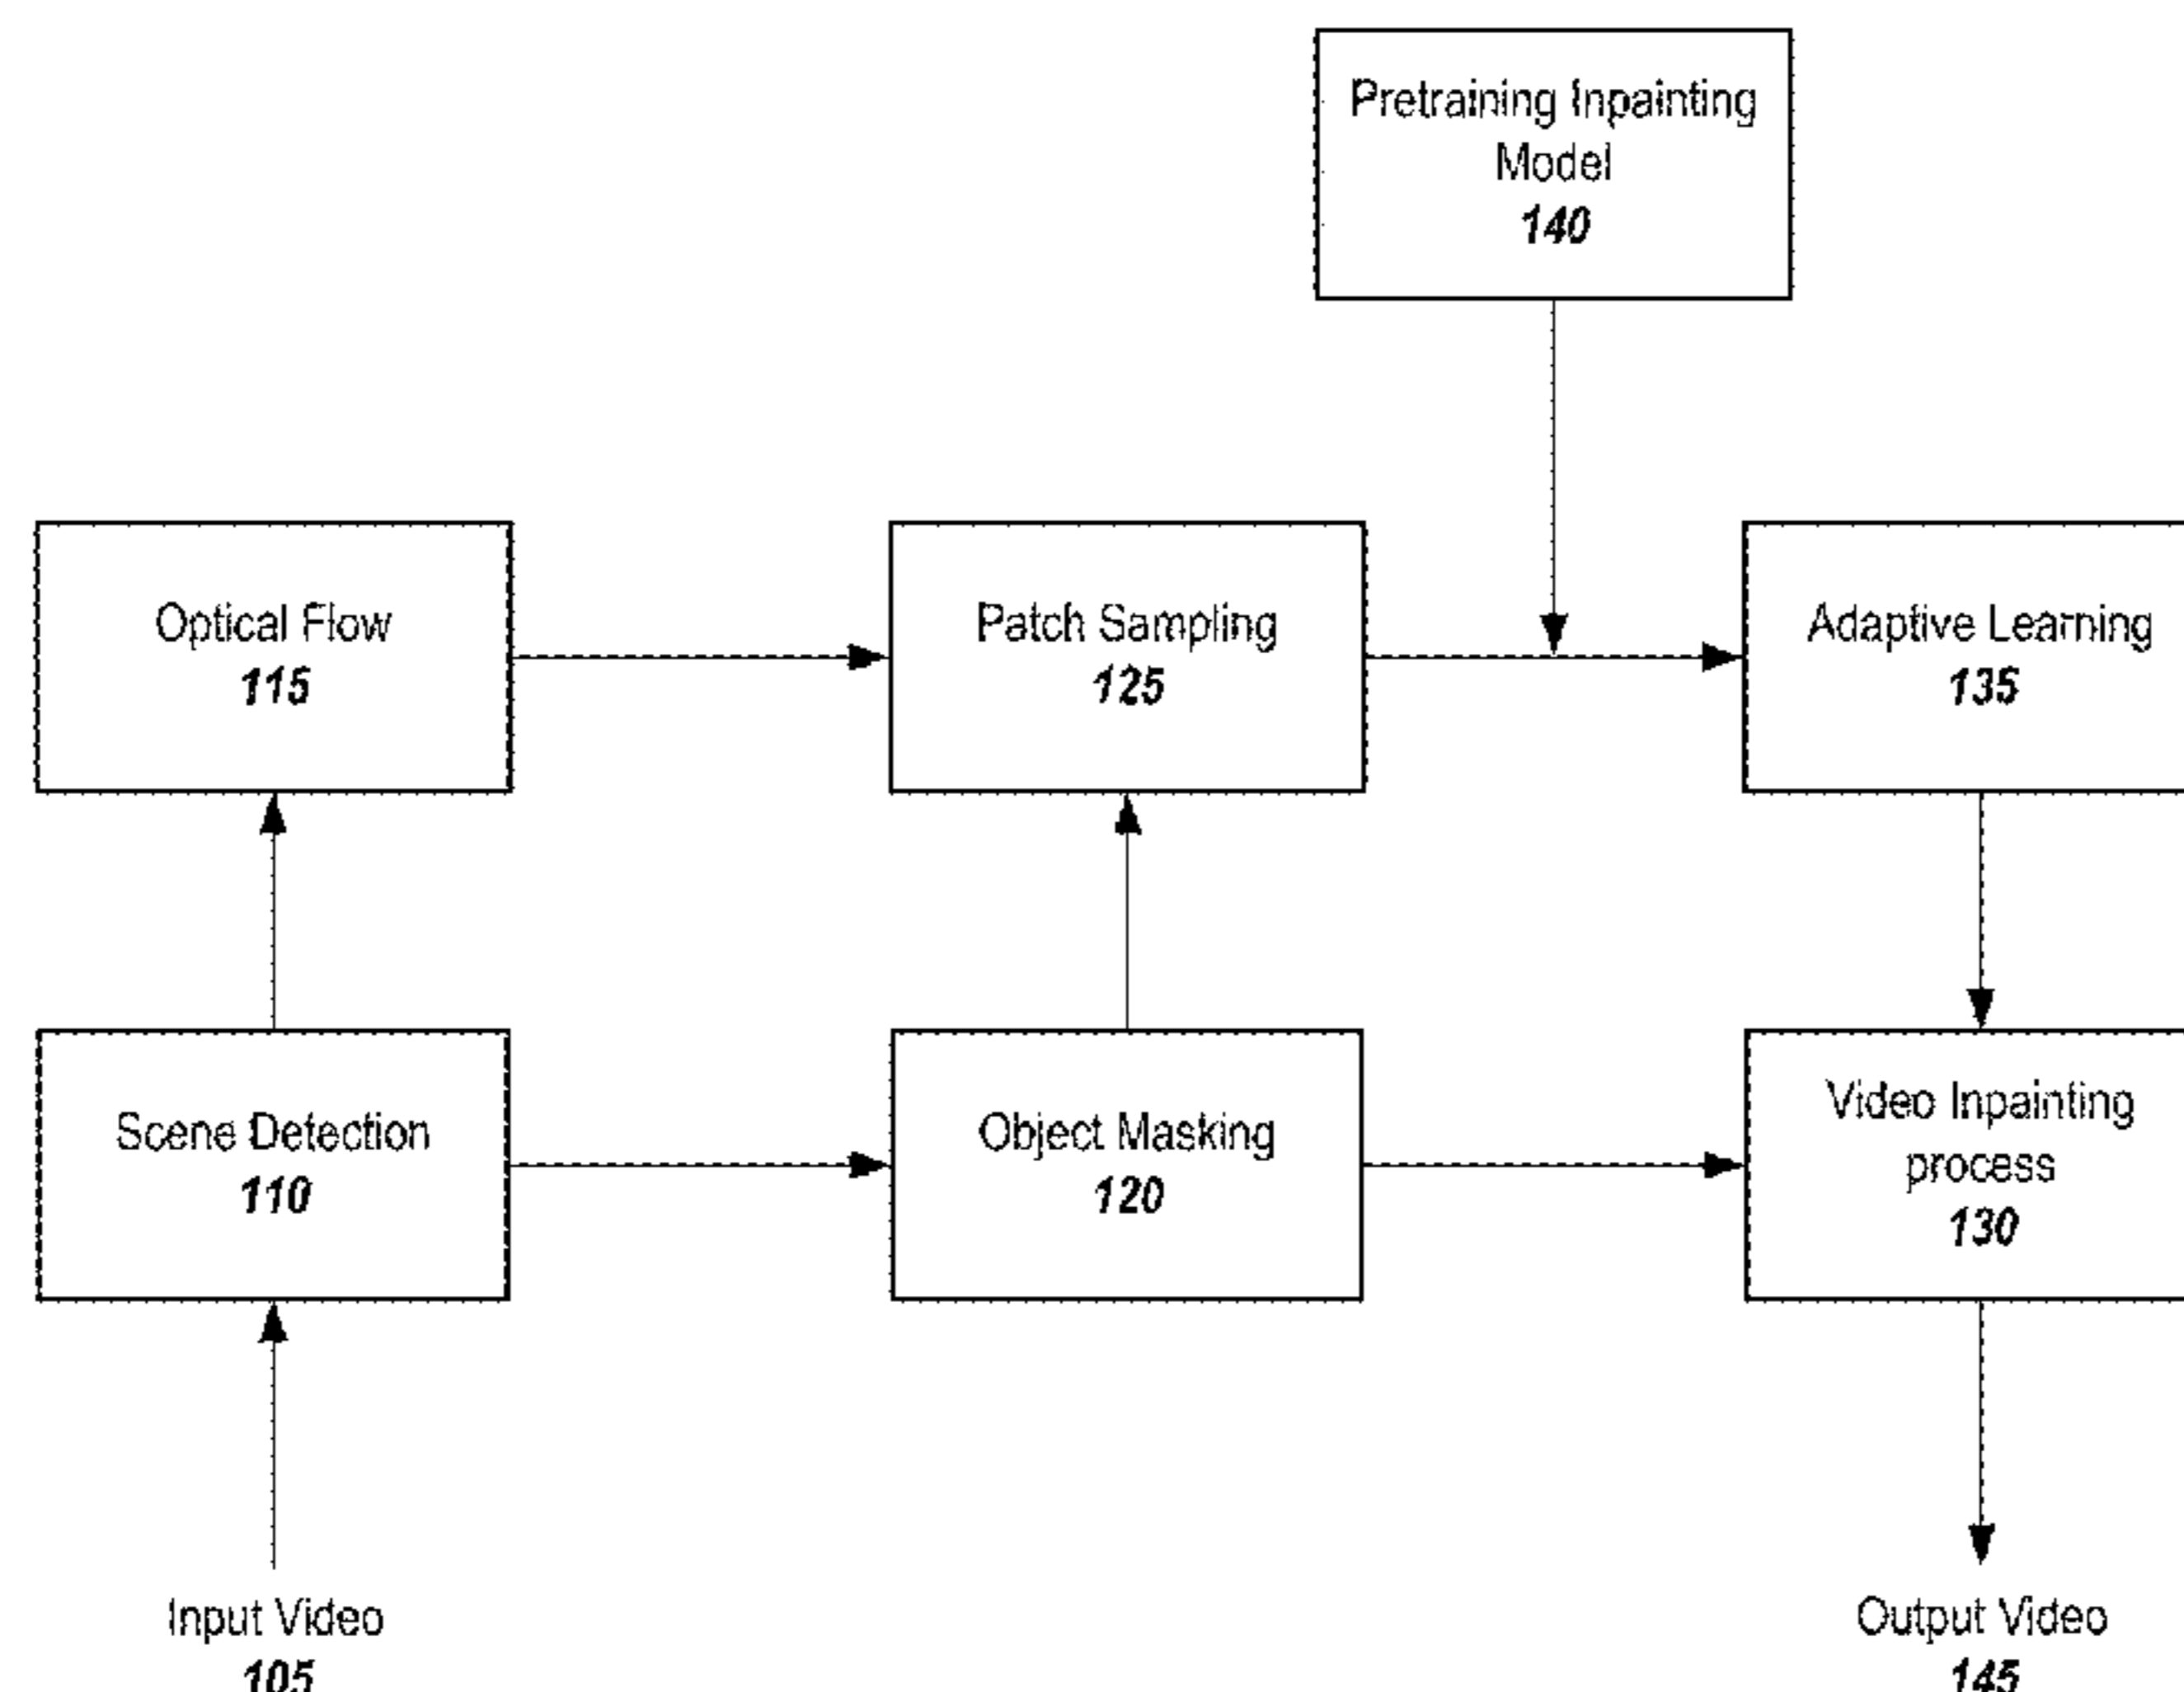 Pretraining Inpainting
Model
140
Optical Flow
115
Patch Sampling
125
Adaptive Learning
135
Scene Detection
110
Object Masking
120
Video Inpainting
process
130
Input Video
105
Output Video
145